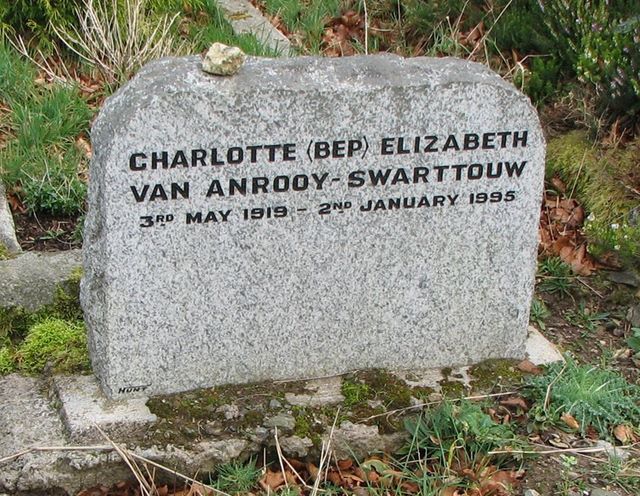 CHARLOTTE (BEP) ELIZABETH
VAN ANROOY-SWARTTOUW
3RD MAY 1919 - 2ND JANUARY 1995
HUNT